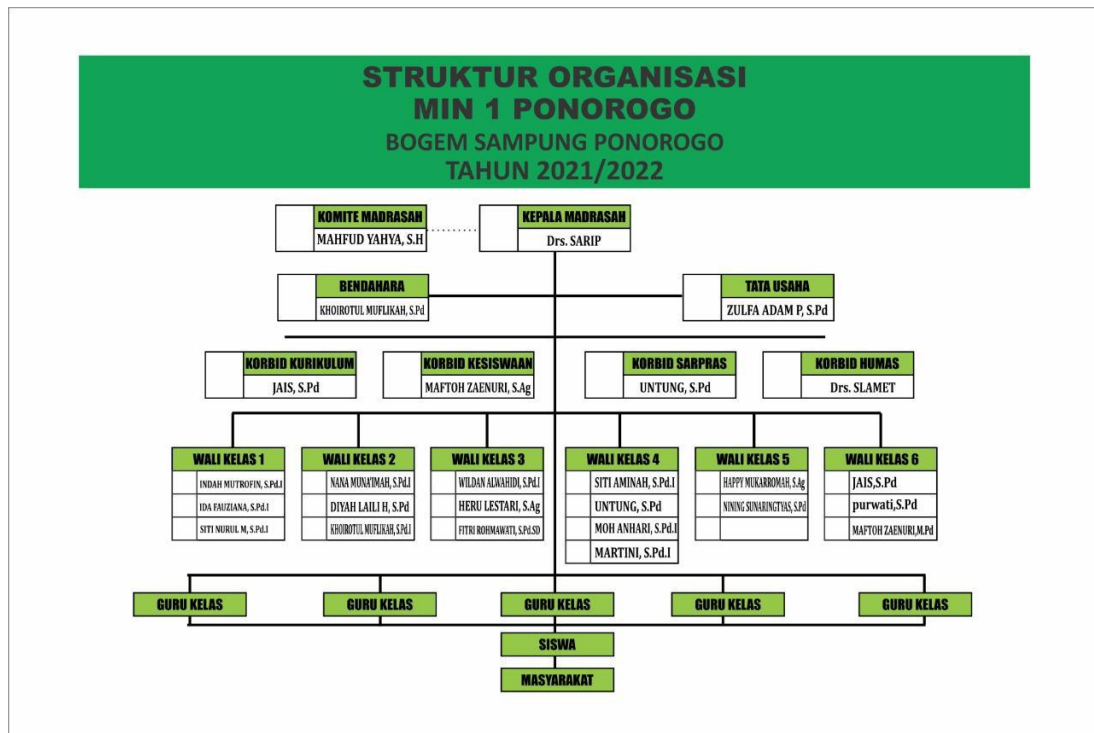 STRUKTUR ORGANISASI
MIN 1 PONOROGO
BOGEM SAMPUNG PONOROGO
TAHUN 2021/2022
KOMITE MADRASAH
MAHFUD YAHYA, S.H
KEPALA MADRASAH
Drs. SARIP
BENDAHARA
KHOIROTUL MUFLIKAH, S.Pd
TATA USAHA
ZULFA ADAM P, S.Pd
KORBID KURIKULUM
JAIS, S.Pd
KORBID KESISWAAN
MAFTOH ZAENURI, S.Ag
KORBID SARPRAS
UNTUNG, S.Pd
KORBID HUMAS
Drs. SLAMET
WALI KELAS 1
INDAH MUTROFIN, S.Pd.I
IDA FAUZIANA, S.Pd.I
SITI NURUL M, S.Pd.I
WALI KELAS 2
NANA MUNA'IMAH, S.Pd.I
DIYAH LAILI H, S.Pd
KHOIROTUL MUFLIKAH, S.Pd.I
WALI KELAS 3
WILDAN ALWAHIDI, S.Pd.I
HERU LESTARI, S.Ag
FITRI ROHMAWATI, S.Pd.SD
WALI KELAS 4
SITI AMINAH, S.Pd.I
UNTUNG, S.Pd
MOH ANHARI, S.Pd.I
MARTINI, S.Pd.I
WALI KELAS 5
HAPPY MUKARROMAH, S.Ag
NINING SUNARINGTYAS, S.Pd
WALI KELAS 6
JAIS,S.Pd
purwati,S.Pd
MAFTOH ZAENURI,M.Pd
GURU KELAS
GURU KELAS
GURU KELAS
GURU KELAS
GURU KELAS
SISWA
MASYARAKAT